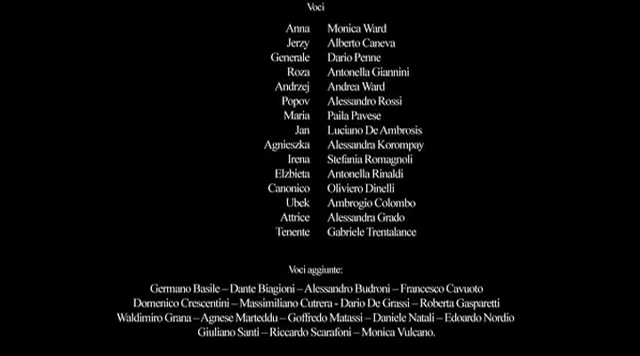 Voci
Anna Monica Ward
Jerzy Alberto Caneva
Generale Dario Penne
Roza Antonella Giannini
Andrzej Andrea Ward
Popov Alessandro Rossi
Maria Paila Pavese
Jan Luciano De Ambrosis
Agnieszka Alessandra Korompay
Irena Stefania Romagnoli
Elzbieta Antonella Rinaldi
Canonico Oliviero Dinelli
Ubek Ambrogio Colombo
Attrice Alessandra Grado
Tenente Gabriele Trentalance
Voci aggiunte:
Germano Basile – Dante Biagioni – Alessandro Budroni – Francesco Cavuoto
Domenico Crescentini – Massimiliano Cutrera - Dario De Grassi – Roberta Gasparetti
Waldimiro Grana – Agnese Marteddu – Goffredo Matassi – Daniele Natali – Edoardo Nordio
Giuliano Santi – Riccardo Scarafoni – Monica Vulcano.